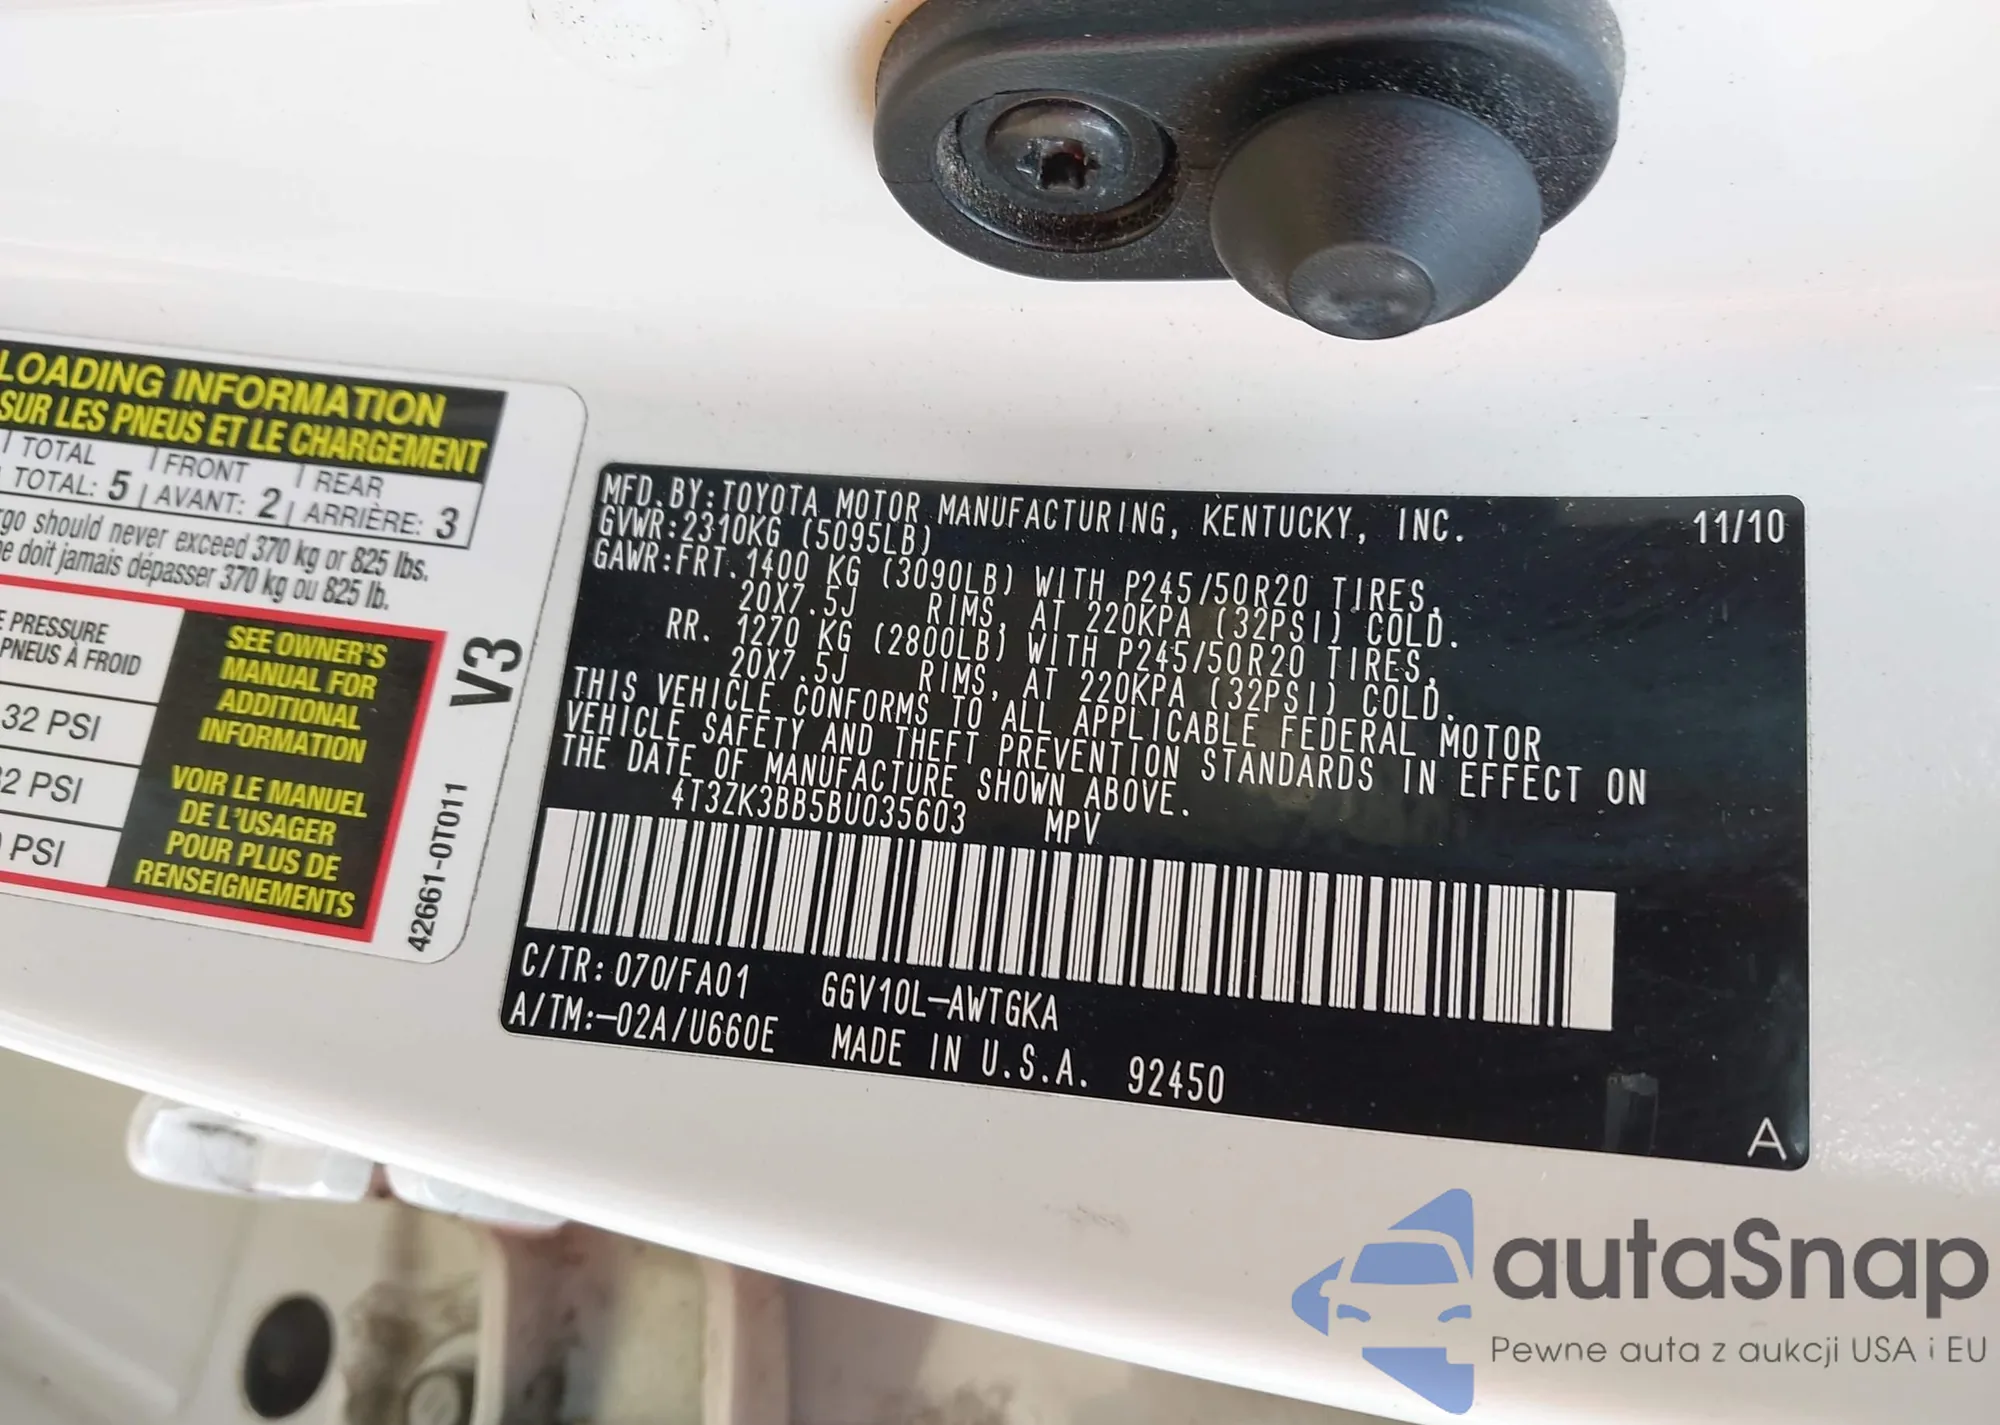 LOADING INFORMATION
SUR LES PNEUS ET LE CHARGEMENT
TOTAL | FRONT | REAR
TOTAL: 5 | AVANT: 2 | ARRIÈRE: 3
should never exceed 370 kg or 825 lbs.
doit jamais dépasser 370 kg ou 825 lb.
PRESSURE
PNEUS À FROID
32 PSI
PSI
PSI
SEE OWNER'S
MANUAL FOR
ADDITIONAL
INFORMATION
VOIR LE MANUEL
DE L'USAGER
POUR PLUS DE
RENSEIGNEMENTS
V3
42661-0T011
MFD. BY: TOYOTA MOTOR MANUFACTURING, KENTUCKY, INC. 11/10
GVWR: 2310KG (5095LB)
GAWR: FRT. 1400 KG (3090LB) WITH P245/50R20 TIRES,
20X7.5J RIMS, AT 220KPA (32PSI) COLD.
RR. 1270 KG (2800LB) WITH P245/50R20 TIRES,
20X7.5J RIMS, AT 220KPA (32PSI) COLD.
THIS VEHICLE CONFORMS TO ALL APPLICABLE FEDERAL MOTOR
VEHICLE SAFETY AND THEFT PREVENTION STANDARDS IN EFFECT ON
THE DATE OF MANUFACTURE SHOWN ABOVE.
4T3ZK3BB5BU035603 MPV
C/TR: 070/FA01 GGV10L-AWTGKA
A/TM: -02A/U660E MADE IN U.S.A. 92450
A
autaSnap
Pewne auta z aukcji USA i EU